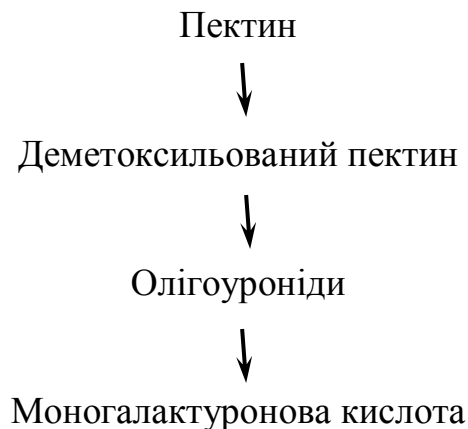 Пектин
Деметоксильований пектин
Олігоуроніди
Моногалактуронова кислота